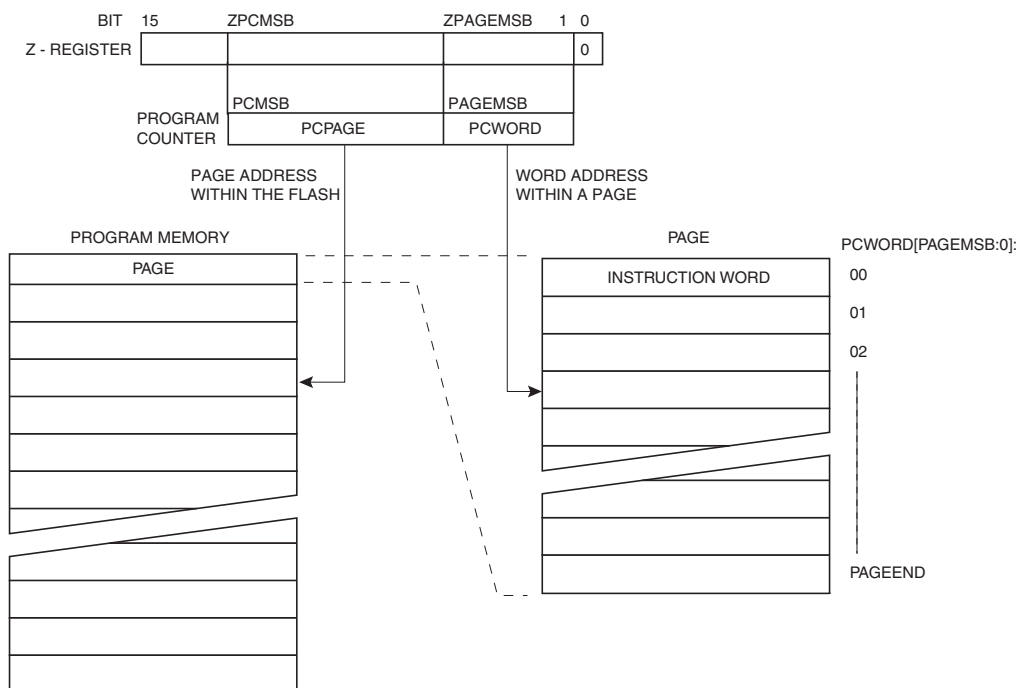 BIT 15 ZPCMSB ZPAGEMSB 1 0
Z - REGISTER 0
PCMSB PAGEMSB
PROGRAM
COUNTER
PCPAGE PCWORD
PAGE ADDRESS
WITHIN THE FLASH
WORD ADDRESS
WITHIN A PAGE
PROGRAM MEMORY
PAGE
PAGE
PCWORD[PAGEMSB:0]:
INSTRUCTION WORD 00
01
02
PAGEEND